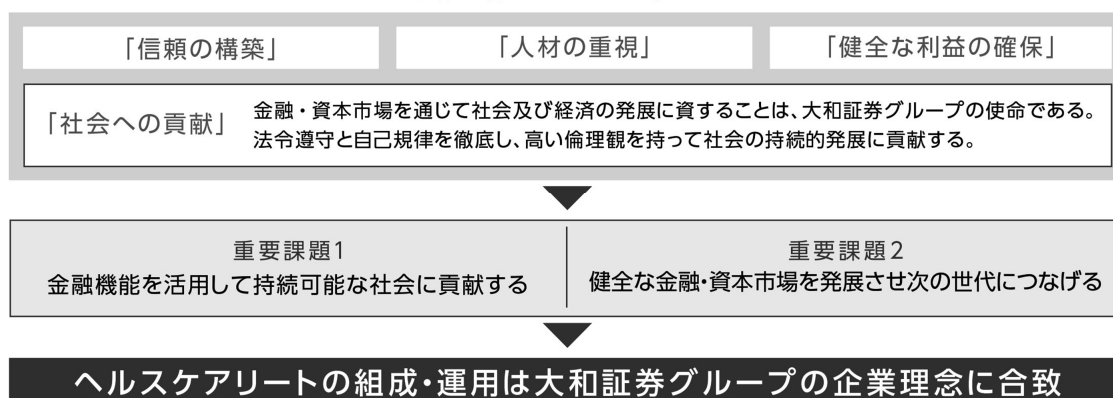 「信頼の構築」
「人材の重視」
「健全な利益の確保」
「社会への貢献」
金融・資本市場を通じて社会及び経済の発展に資することは、大和証券グループの使命である。
法令遵守と自己規律を徹底し、高い倫理観を持って社会の持続的発展に貢献する。
重要課題1
金融機能を活用して持続可能な社会に貢献する
重要課題2
健全な金融・資本市場を発展させ次の世代につなげる
ヘルスケアリートの組成・運用は大和証券グループの企業理念に合致